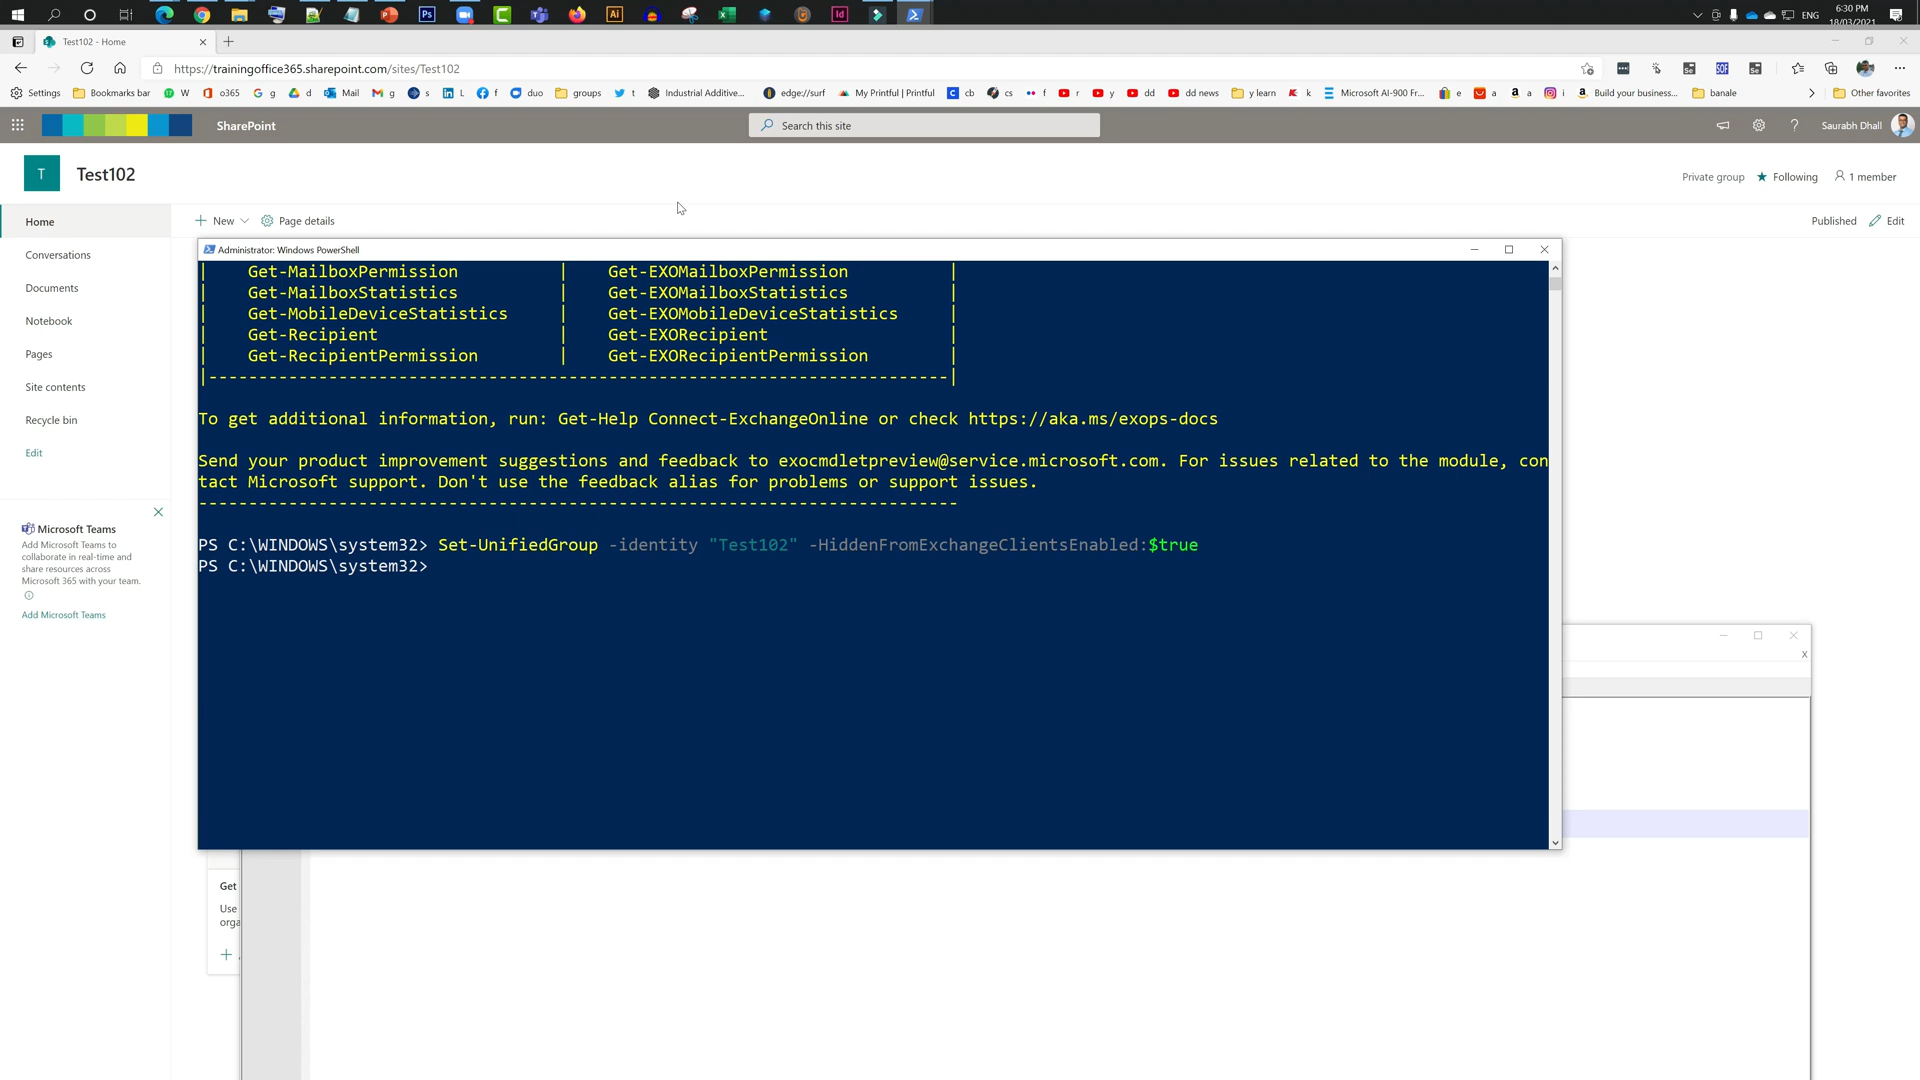 6:30 PM
ENG
18/03/2021
Test102 - Home
https://trainingoffice365.sharepoint.com/sites/Test102
Settings Bookmarks bar W o365 g d Mail g s L f duo groups t Industrial Additive... edge://surf My Printful | Printful cb cs f r y dd dd news y learn k Microsoft AI-900 Fr... e a a i Build your business... banale Other favorites
SharePoint
Search this site
Saurabh Dhall
T Test102
Private group Following 1 member
Home
New Page details
Published Edit
Conversations
Documents
Notebook
Pages
Site contents
Recycle bin
Edit
Microsoft Teams
Add Microsoft Teams to
collaborate in real-time and
share resources across
Microsoft 365 with your team.
Add Microsoft Teams
Administrator: Windows PowerShell
| Get-MailboxPermission | Get-EXOMailboxPermission |
| Get-MailboxStatistics | Get-EXOMailboxStatistics |
| Get-MobileDeviceStatistics | Get-EXOMobileDeviceStatistics |
| Get-Recipient | Get-EXORecipient |
| Get-RecipientPermission | Get-EXORecipientPermission |
|--------------------------------------------------------------------------|
To get additional information, run: Get-Help Connect-ExchangeOnline or check https://aka.ms/exops-docs
Send your product improvement suggestions and feedback to exocmdletpreview@service.microsoft.com. For issues related to the module, con
tact Microsoft support. Don't use the feedback alias for problems or support issues.
----------------------------------------------------------------------------
PS C:\WINDOWS\system32> Set-UnifiedGroup -identity "Test102" -HiddenFromExchangeClientsEnabled:$true
PS C:\WINDOWS\system32>
X
Get
Use
orga